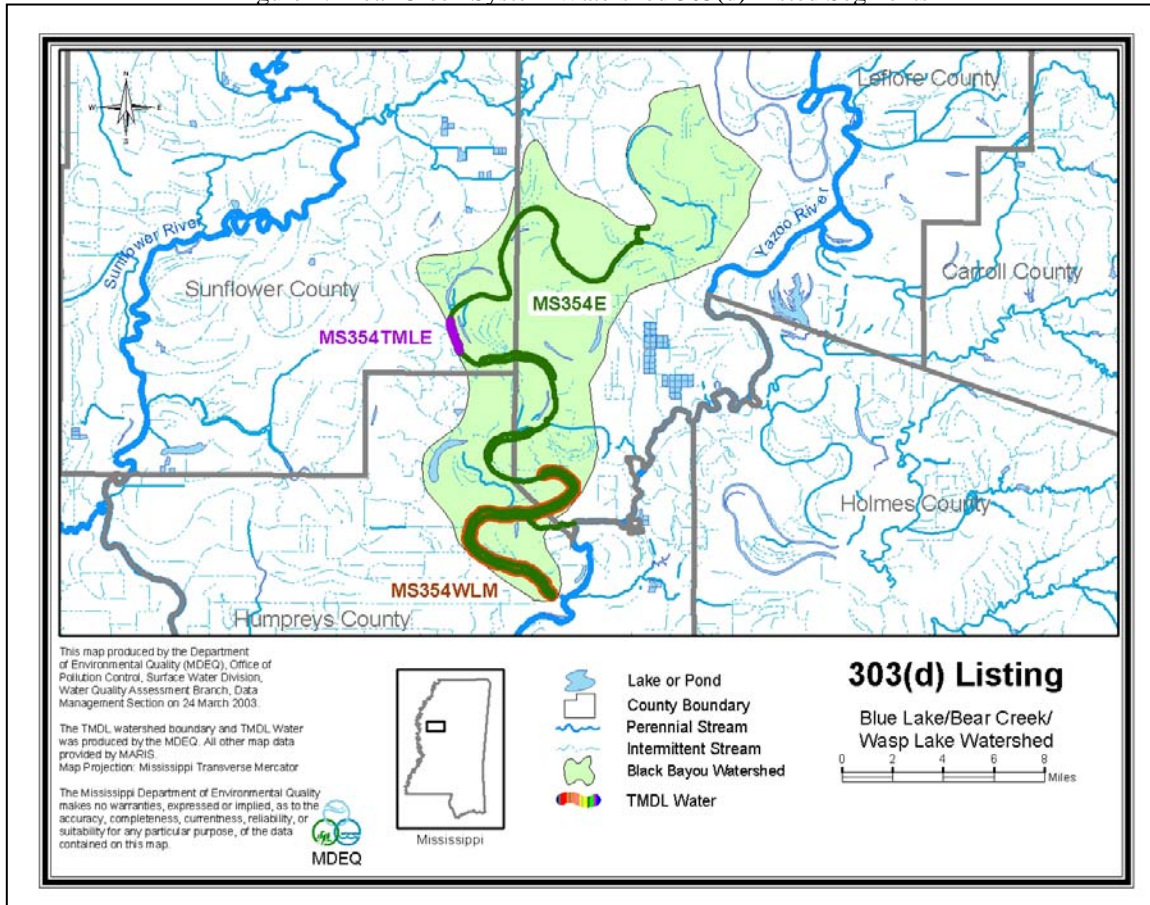 Leflore County
N
W
E
S
Sunflower River
Yazoo River
Sunflower County
Carroll County
MS354E
MS354TMLE
Holmes County
MS354WLM
Humpreys County
This map produced by the Department
of Environmental Quality (MDEQ), Office of
Pollution Control, Surface Water Division,
Water Quality Assessment Branch, Data
Management Section on 24 March 2003.
The TMDL watershed boundary and TMDL Water
was produced by the MDEQ. All other map data
provided by MARIS.
Map Projection: Mississippi Transverse Mercator
The Mississippi Department of Environmental Quality
makes no warranties, expressed or implied, as to the
accuracy, completeness, currentness, reliability, or
suitability for any particular purpose, of the data
contained on this map.
MDEQ
Mississippi
Lake or Pond
County Boundary
Perennial Stream
Intermittent Stream
Black Bayou Watershed
TMDL Water
303(d) Listing
Blue Lake/Bear Creek/
Wasp Lake Watershed
0 2 4 6 8
Miles